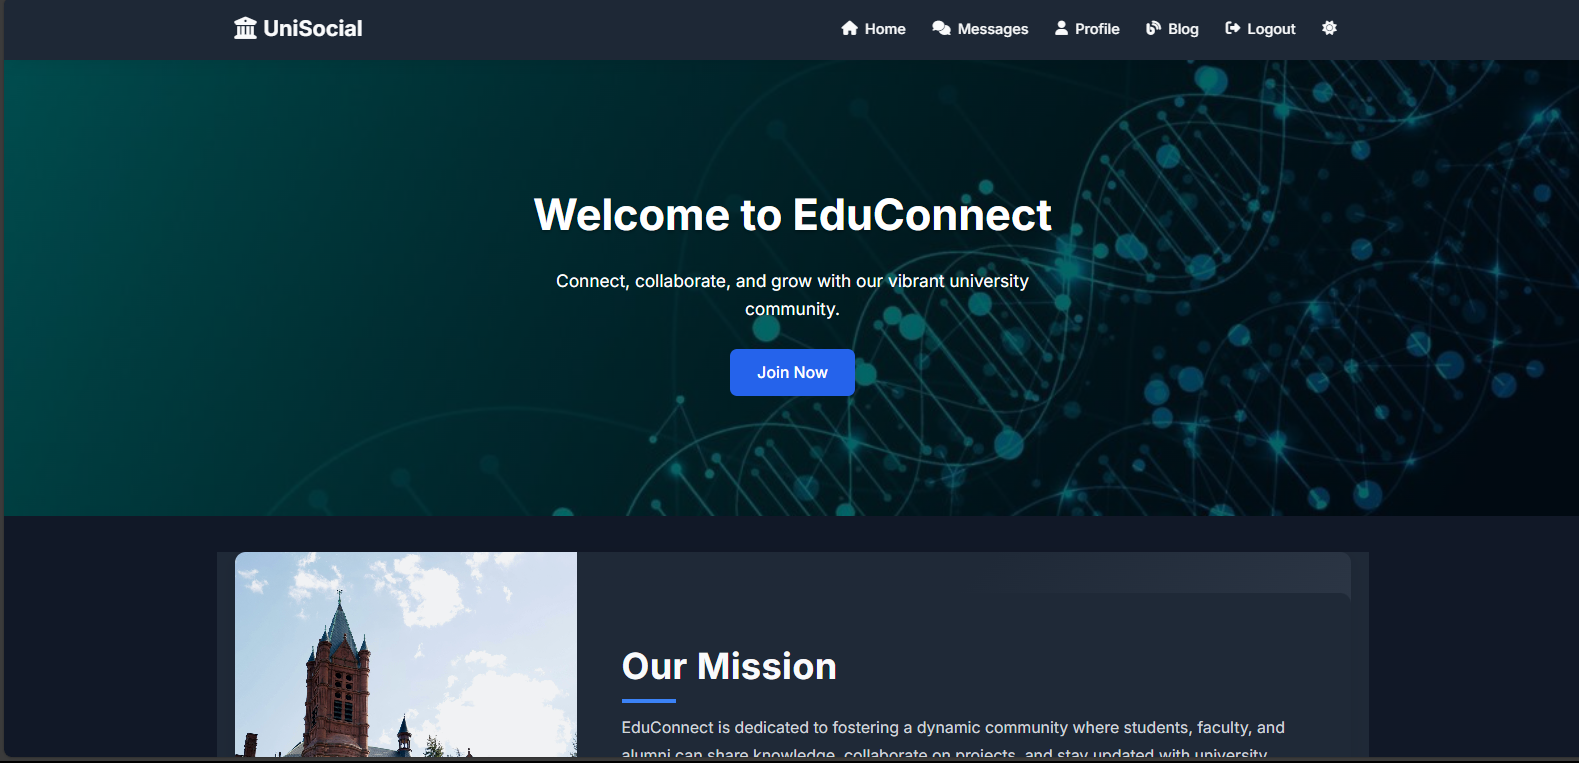 UniSocial
Home Messages Profile Blog Logout
Welcome to EduConnect
Connect, collaborate, and grow with our vibrant university
community.
Join Now
Our Mission
EduConnect is dedicated to fostering a dynamic community where students, faculty, and
alumni can share knowledge, collaborate on projects, and stay updated with university